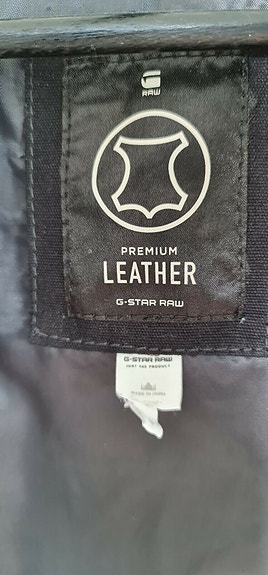 RAW
PREMIUM
LEATHER
G-STAR RAW
G-STAR RAW
JUST THE PRODUCT